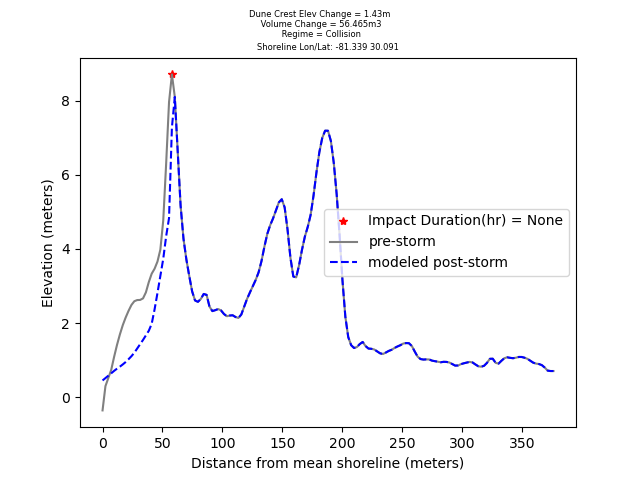 Dune Crest Elev Change = 1.43m
Volume Change = 56.465m3
Regime = Collision
Shoreline Lon/Lat: -81.339 30.091
8
6
4
2
0
Elevation (meters)
Impact Duration(hr) = None
pre-storm
modeled post-storm
0 50 100 150 200 250 300 350
Distance from mean shoreline (meters)